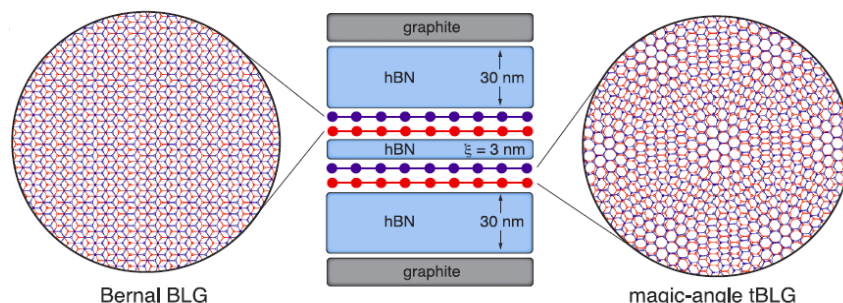 graphite
hBN
30 nm
hBN
ξ = 3 nm
hBN
30 nm
graphite
Bernal BLG
magic-angle tBLG